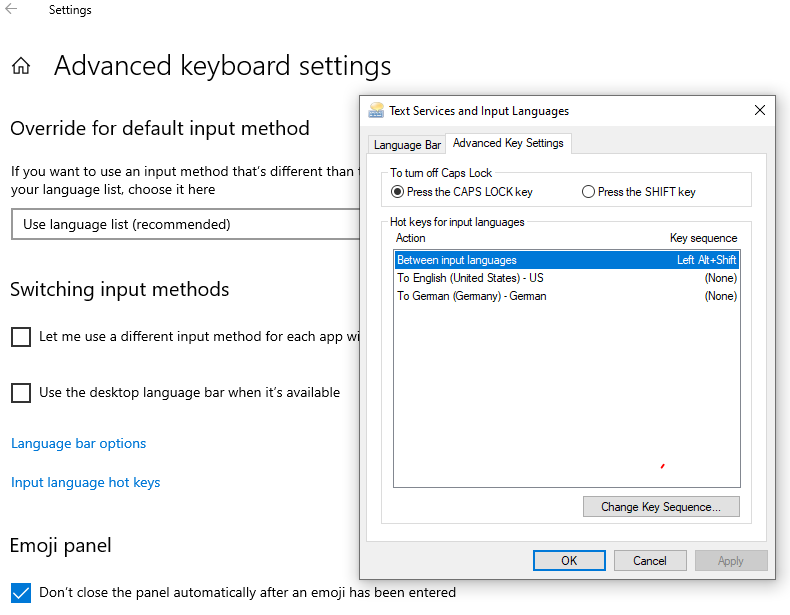 Settings
Advanced keyboard settings
Override for default input method
If you want to use an input method that's different than
your language list, choose it here
Use language list (recommended)
Switching input methods
Let me use a different input method for each app wi
Use the desktop language bar when it's available
Language bar options
Input language hot keys
Emoji panel
Don't close the panel automatically after an emoji has been entered
Text Services and Input Languages
Language Bar
Advanced Key Settings
To turn off Caps Lock
Press the CAPS LOCK key
Press the SHIFT key
Hot keys for input languages
Action Key sequence
Between input languages Left Alt+Shift
To English (United States) - US (None)
To German (Germany) - German (None)
Change Key Sequence...
OK Cancel Apply